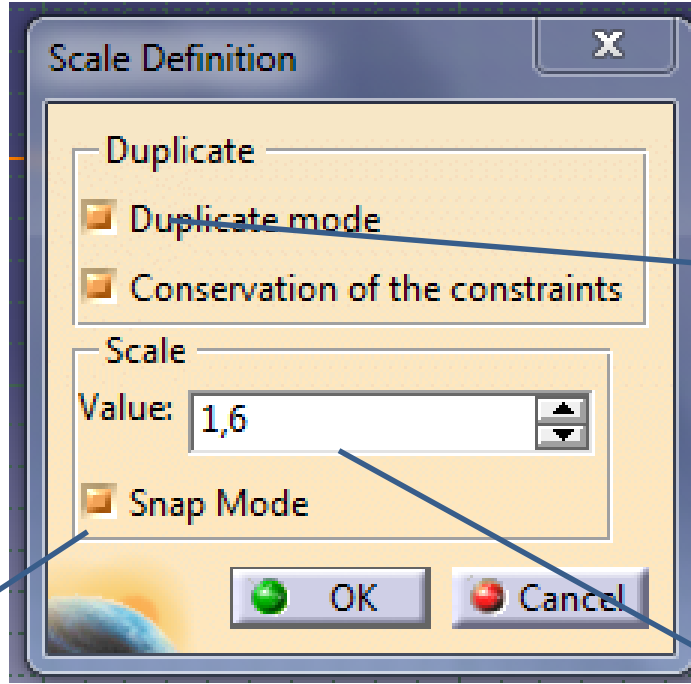 Scale Definition
X
Duplicate
Duplicate mode
Conservation of the constraints
Scale
Value: 1,6
Snap Mode
OK Cancel